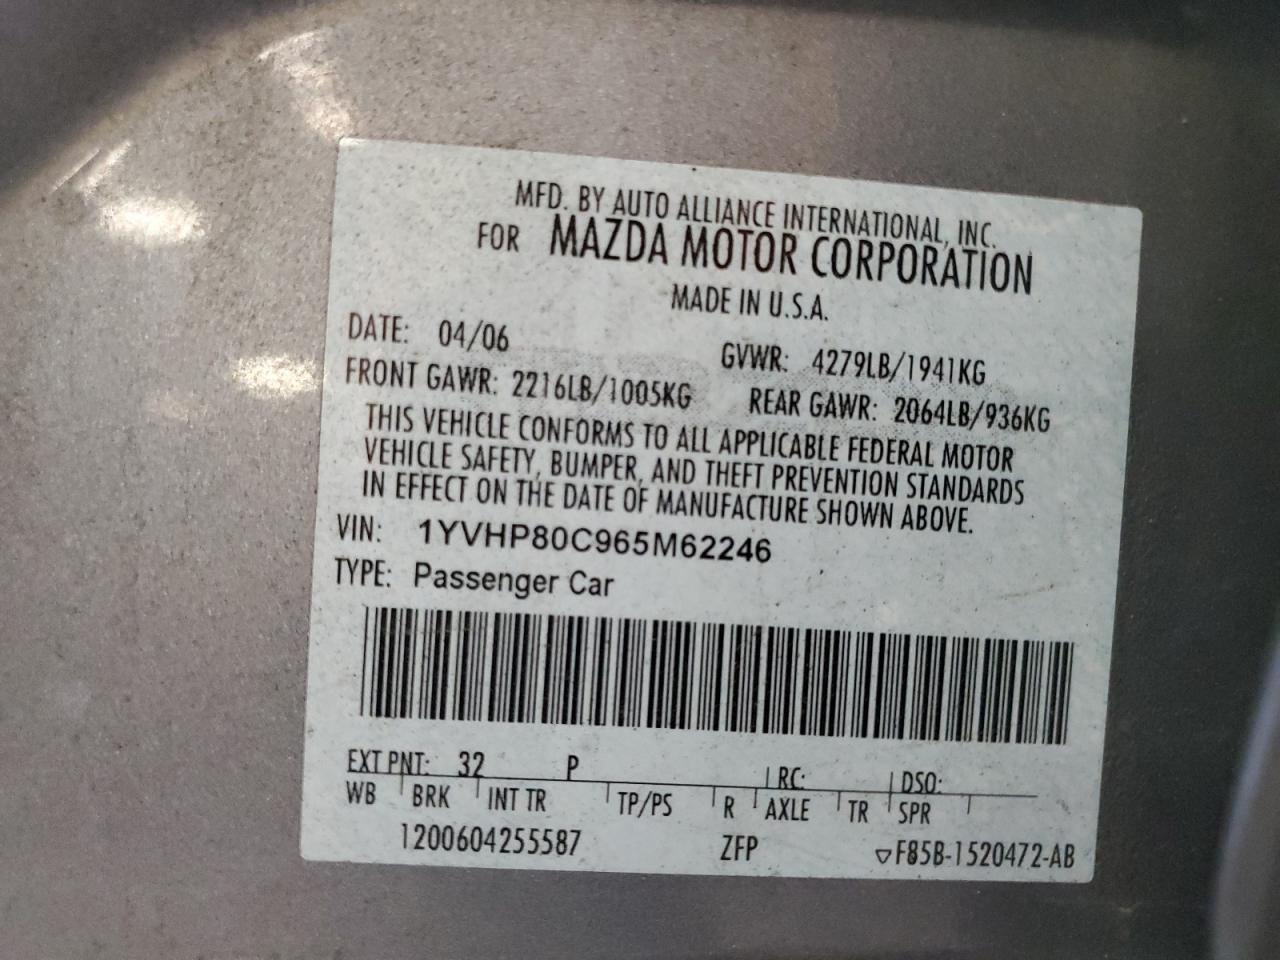 MFD. BY AUTO ALLIANCE INTERNATIONAL, INC.
FOR MAZDA MOTOR CORPORATION
MADE IN U.S.A.
DATE: 04/06 GVWR: 4279LB/1941KG
FRONT GAWR: 2216LB/1005KG REAR GAWR: 2064LB/936KG
THIS VEHICLE CONFORMS TO ALL APPLICABLE FEDERAL MOTOR
VEHICLE SAFETY, BUMPER, AND THEFT PREVENTION STANDARDS
IN EFFECT ON THE DATE OF MANUFACTURE SHOWN ABOVE.
VIN: 1YVHP80C965M62246
TYPE: Passenger Car
EXT PNT: 32 P RC: DSO:
WB BRK INT TR TP/PS R AXLE TR SPR
1200604255587 ZFP ▽F85B-1520472-AB